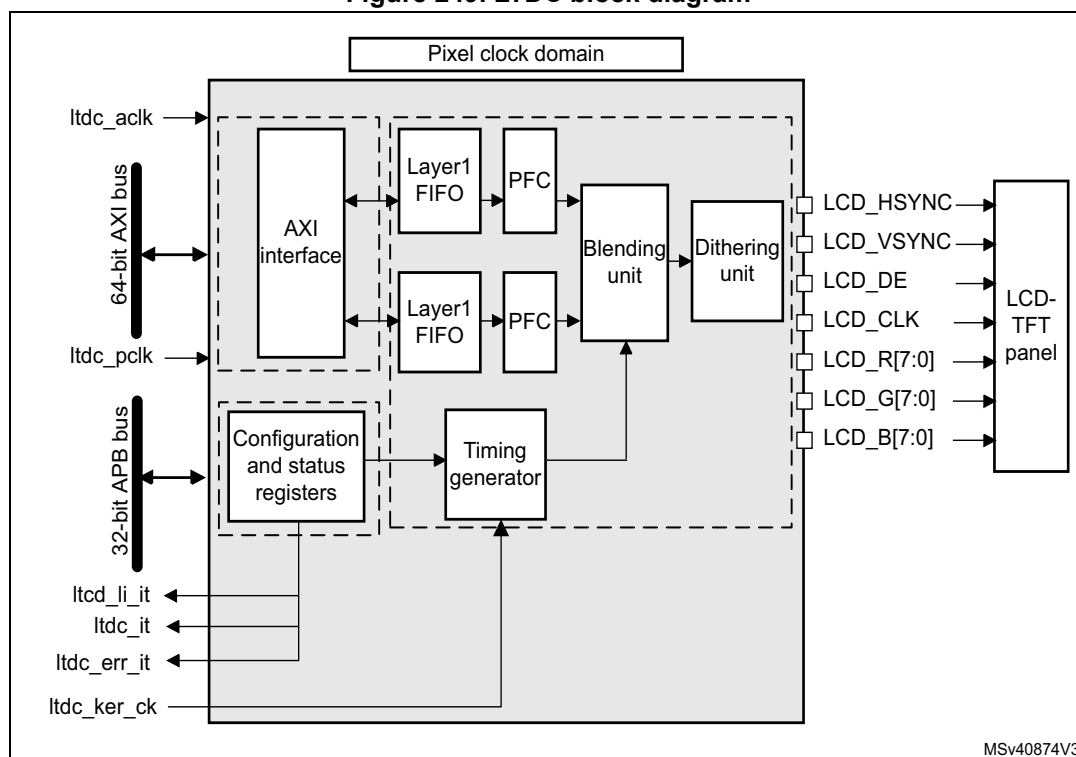 Pixel clock domain
ltdc_aclk
64-bit AXI bus
ltdc_pclk
AXI
interface
Layer1
FIFO
PFC
Layer1
FIFO
PFC
Blending
unit
Dithering
unit
LCD_HSYNC
LCD_VSYNC
LCD_DE
LCD_CLK
LCD_R[7:0]
LCD_G[7:0]
LCD_B[7:0]
LCD-
TFT
panel
32-bit APB bus
Configuration
and status
registers
Timing
generator
ltcd_li_it
ltdc_it
ltdc_err_it
ltdc_ker_ck
MSv40874V3